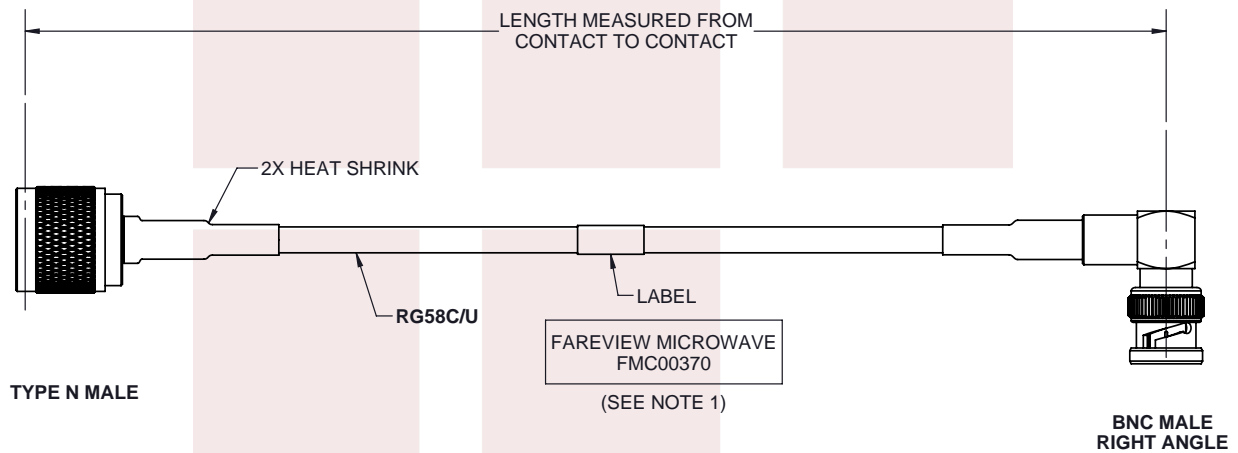 LENGTH MEASURED FROM
CONTACT TO CONTACT
2X HEAT SHRINK
LABEL
RG58C/U
FAREVIEW MICROWAVE
FMC00370
(SEE NOTE 1)
TYPE N MALE
BNC MALE
RIGHT ANGLE